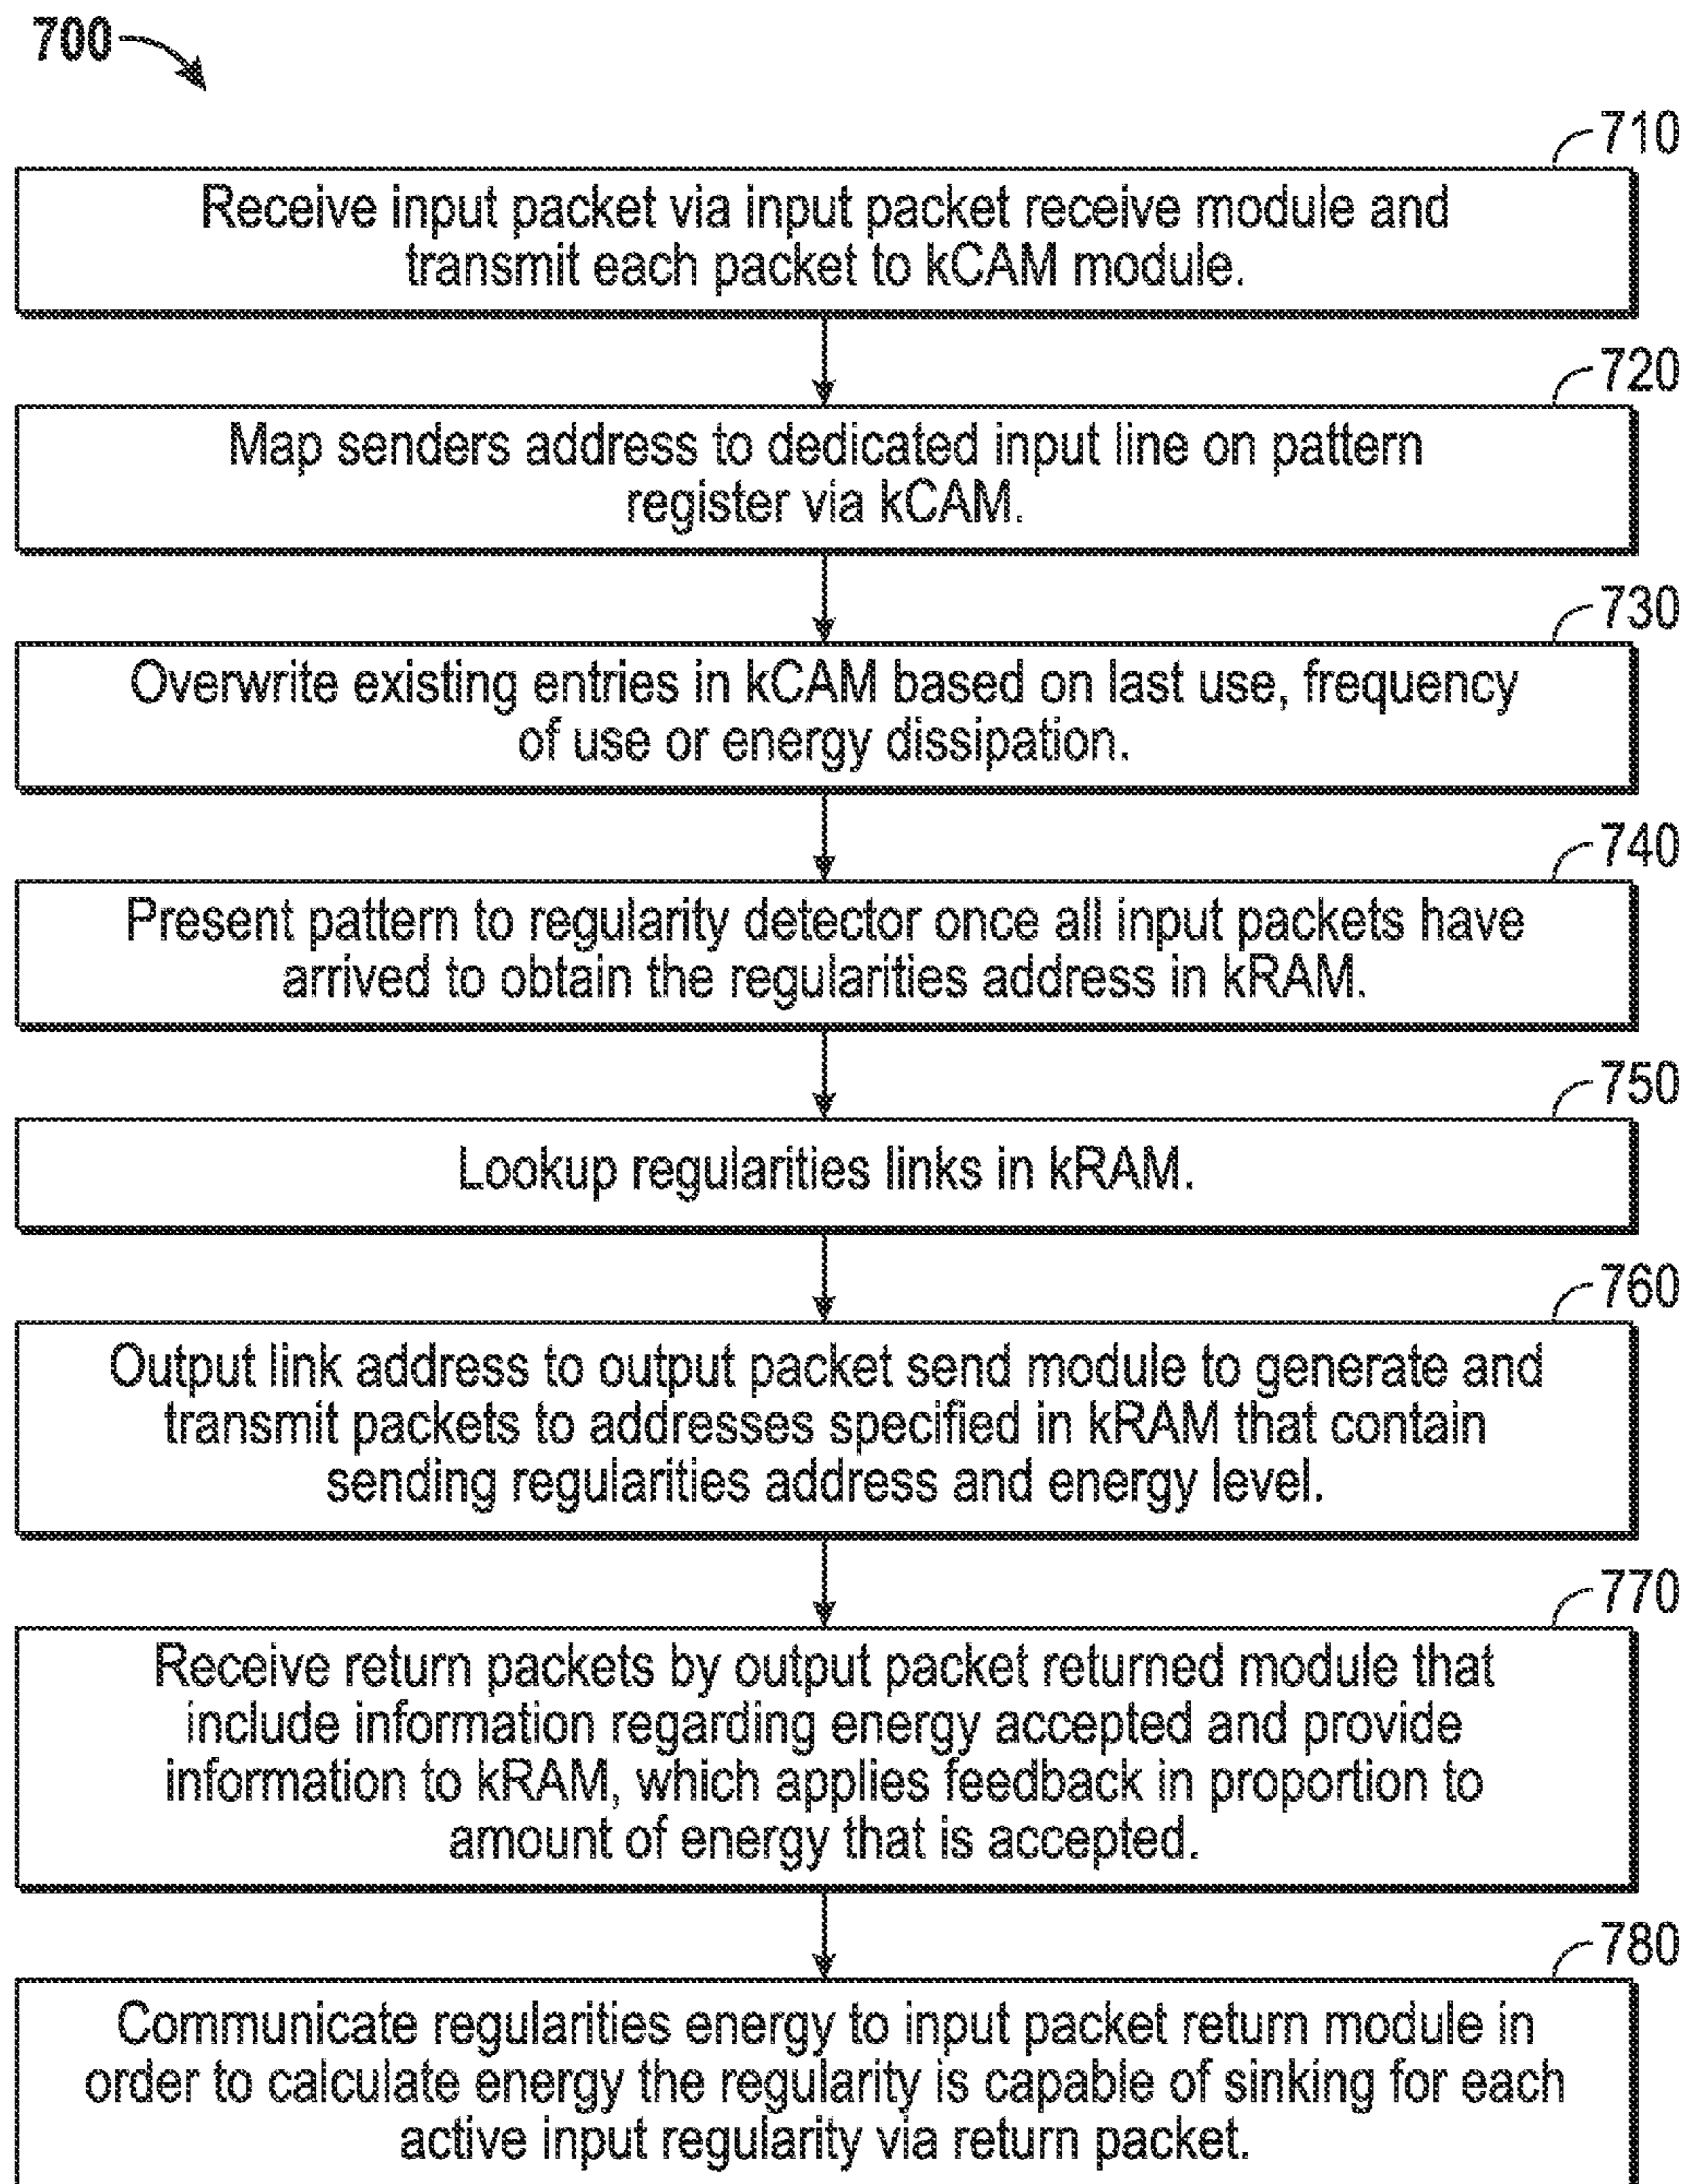 700
710
Receive input packet via input packet receive module and
transmit each packet to kCAM module.
720
Map senders address to dedicated input line on pattern
register via kCAM.
730
Overwrite existing entries in kCAM based on last use, frequency
of use or energy dissipation.
740
Present pattern to regularity detector once all input packets have
arrived to obtain the regularities address in kRAM.
750
Lookup regularities links in kRAM.
760
Output link address to output packet send module to generate and
transmit packets to addresses specified in kRAM that contain
sending regularities address and energy level.
770
Receive return packets by output packet returned module that
include information regarding energy accepted and provide
information to kRAM, which applies feedback in proportion to
amount of energy that is accepted.
780
Communicate regularities energy to input packet return module in
order to calculate energy the regularity is capable of sinking for each
active input regularity via return packet.